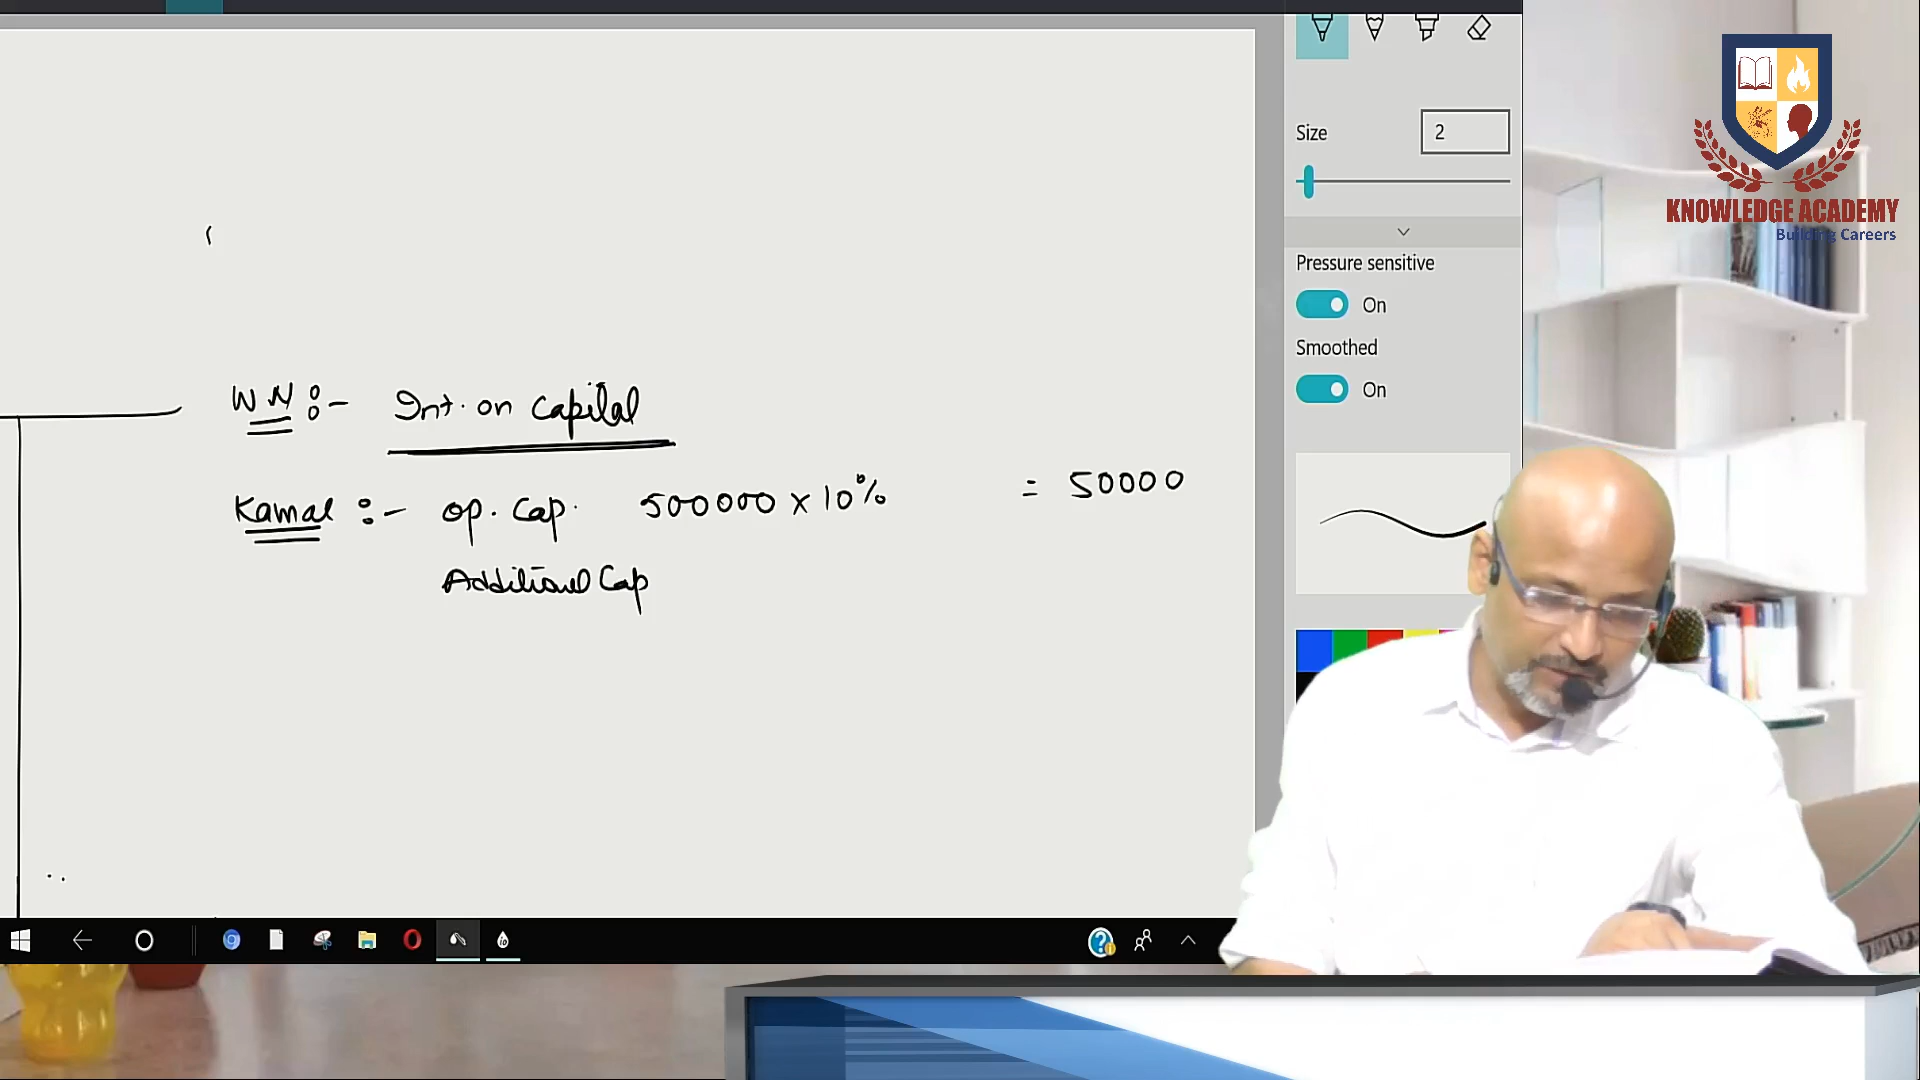 Size 2
KNOWLEDGE ACADEMY
Building Careers
Pressure sensitive
On
Smoothed
On
WN :- Int. on Capital
Kamal :- op. Cap. 500000 x 10% = 50000
Additional Cap